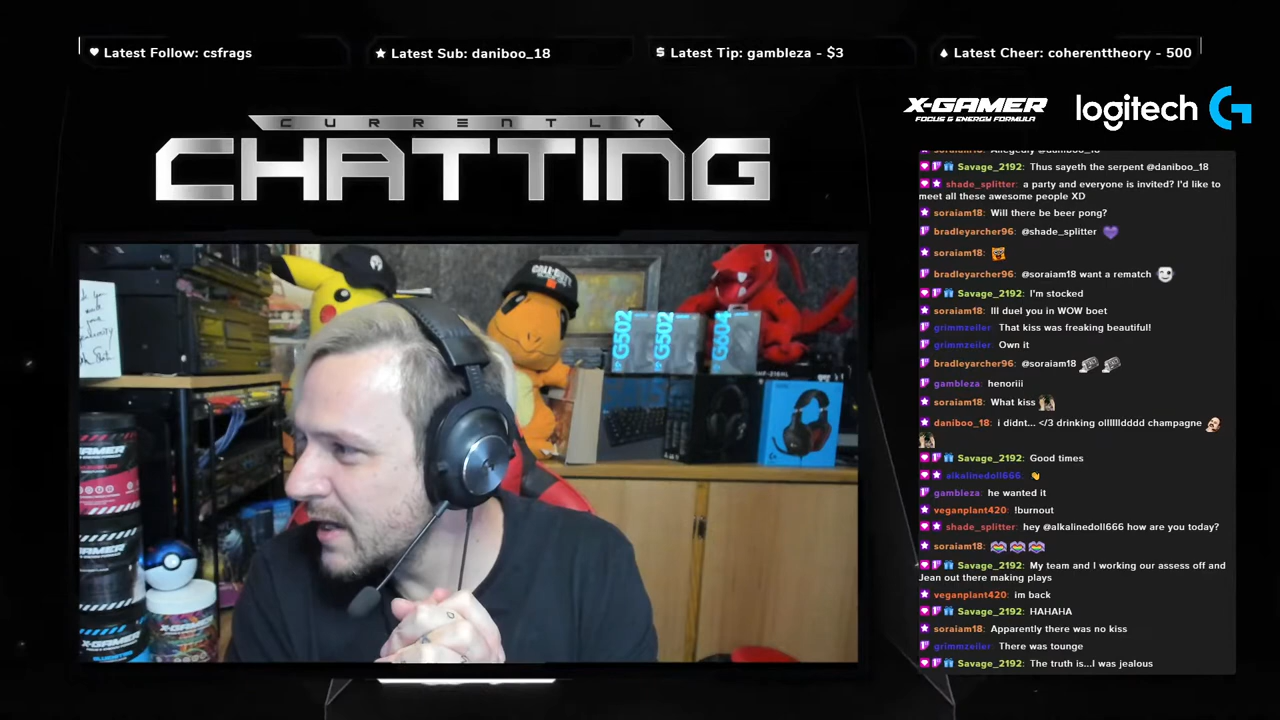 Latest Follow: csfrags
Latest Sub: daniboo_18
Latest Tip: gambleza - $3
Latest Cheer: coherenttheory - 500
CURRENTLY
CHATTING
X-GAMER
FOCUS & ENERGY FORMULA
logitech G
Savage_2192: Thus sayeth the serpent @daniboo_18
shade_splitter: a party and everyone is invited? I'd like to
meet all these awesome people XD
soraiam18: Will there be beer pong?
bradleyarcher96: @shade_splitter
soraiam18:
bradleyarcher96: @soraiam18 want a rematch
Savage_2192: I'm stocked
soraiam18: Ill duel you in WOW boet
grimmzeiler: That kiss was freaking beautiful!
grimmzeiler: Own it
bradleyarcher96: @soraiam18
gambleza: henoriii
soraiam18: What kiss
daniboo_18: i didnt... </3 drinking olllllldddd champagne
Savage_2192: Good times
alkalinedoll666
gambleza: he wanted it
veganplant420: !burnout
shade_splitter: hey @alkalinedoll666 how are you today?
soraiam18:
Savage_2192: My team and I working our assess off and
Jean out there making plays
veganplant420: im back
Savage_2192: HAHAHA
soraiam18: Apparently there was no kiss
grimmzeiler: There was tounge
Savage_2192: The truth is...I was jealous
CALL OF DUTY
G502
G502
G604
X-GAMER